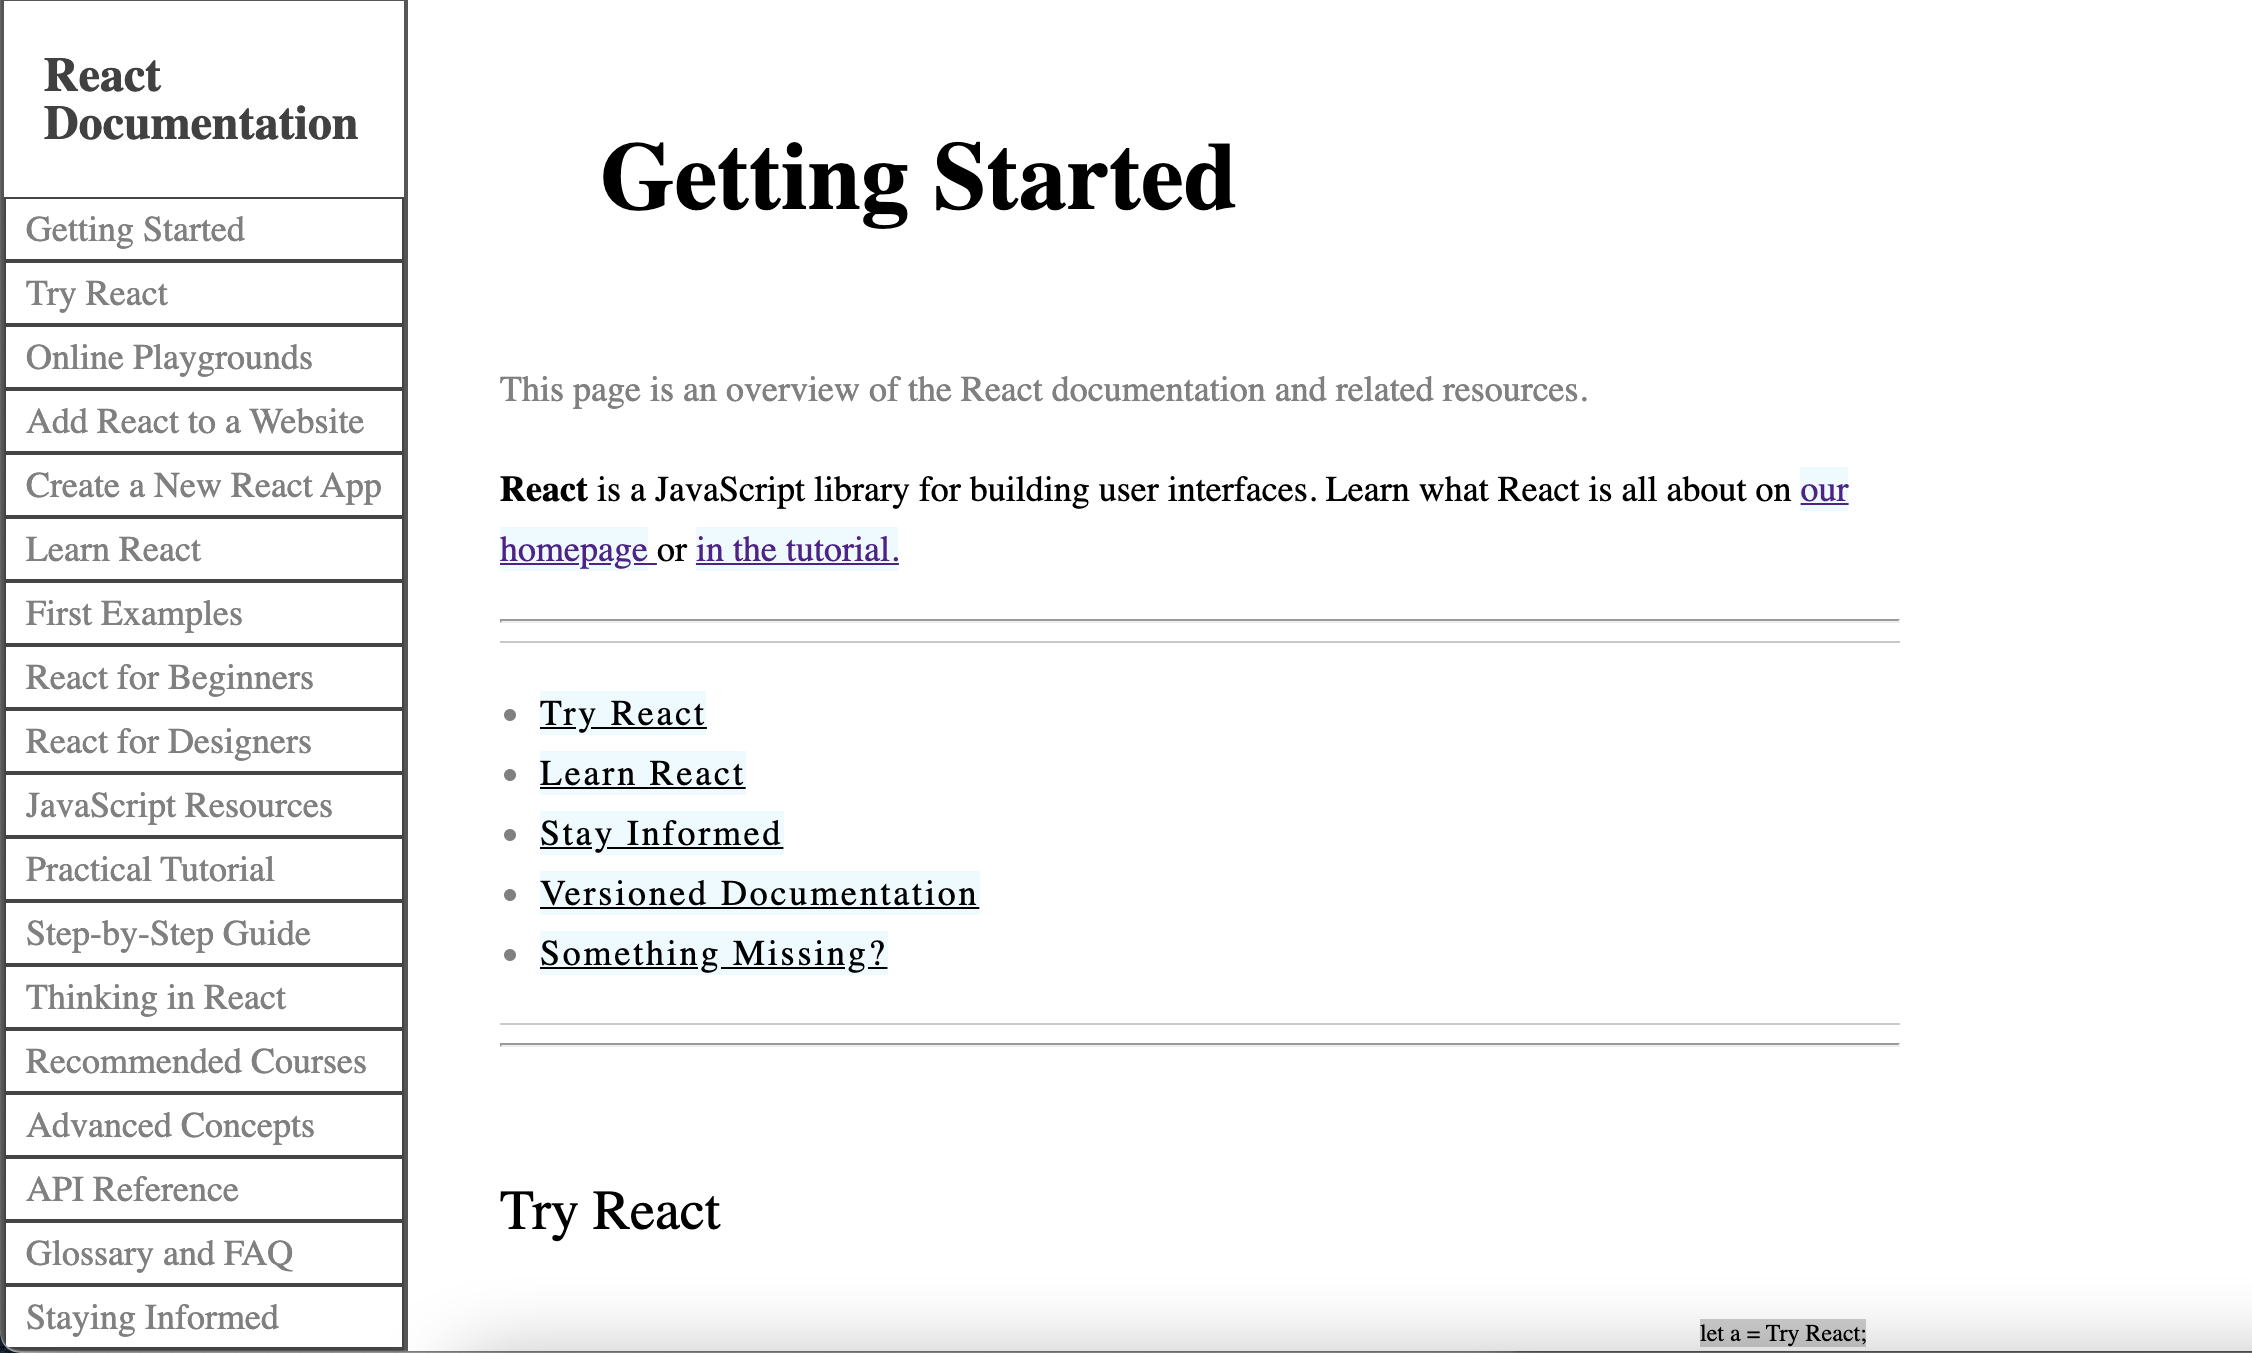 React
Documentation
Getting Started
Try React
Online Playgrounds
Add React to a Website
Create a New React App
Learn React
First Examples
React for Beginners
React for Designers
JavaScript Resources
Practical Tutorial
Step-by-Step Guide
Thinking in React
Recommended Courses
Advanced Concepts
API Reference
Glossary and FAQ
Staying Informed
Getting Started
This page is an overview of the React documentation and related resources.
React is a JavaScript library for building user interfaces. Learn what React is all about on our
homepage or in the tutorial.
Try React
Learn React
Stay Informed
Versioned Documentation
Something Missing?
Try React
let a = Try React;